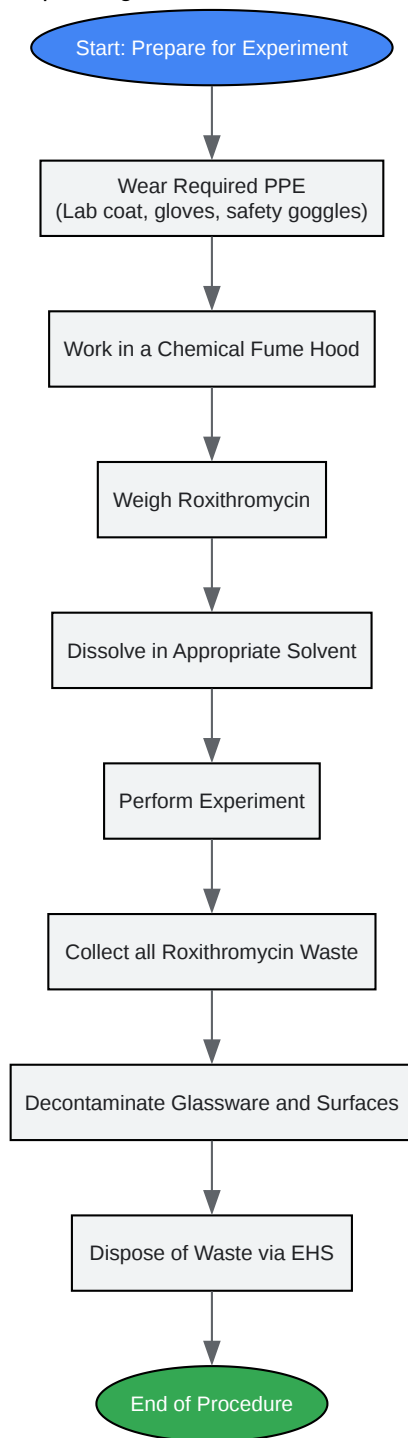 Start: Prepare for Experiment
Wear Required PPE
(Lab coat, gloves, safety goggles)
Work in a Chemical Fume Hood
Weigh Roxithromycin
Dissolve in Appropriate Solvent
Perform Experiment
Collect all Roxithromycin Waste
Decontaminate Glassware and Surfaces
Dispose of Waste via EHS
End of Procedure